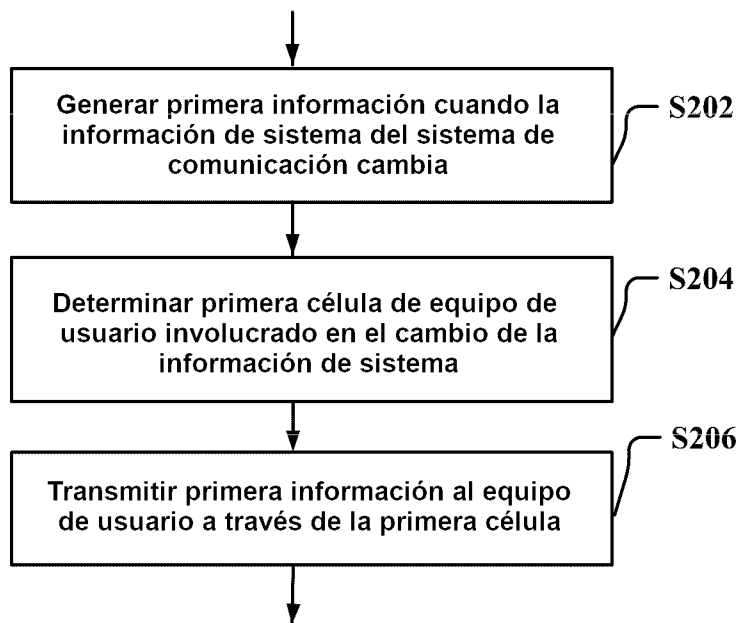 Generar primera información cuando la
información de sistema del sistema de
comunicación cambia
S202
Determinar primera célula de equipo de
usuario involucrado en el cambio de la
información de sistema
S204
Transmitir primera información al equipo
de usuario a través de la primera célula
S206